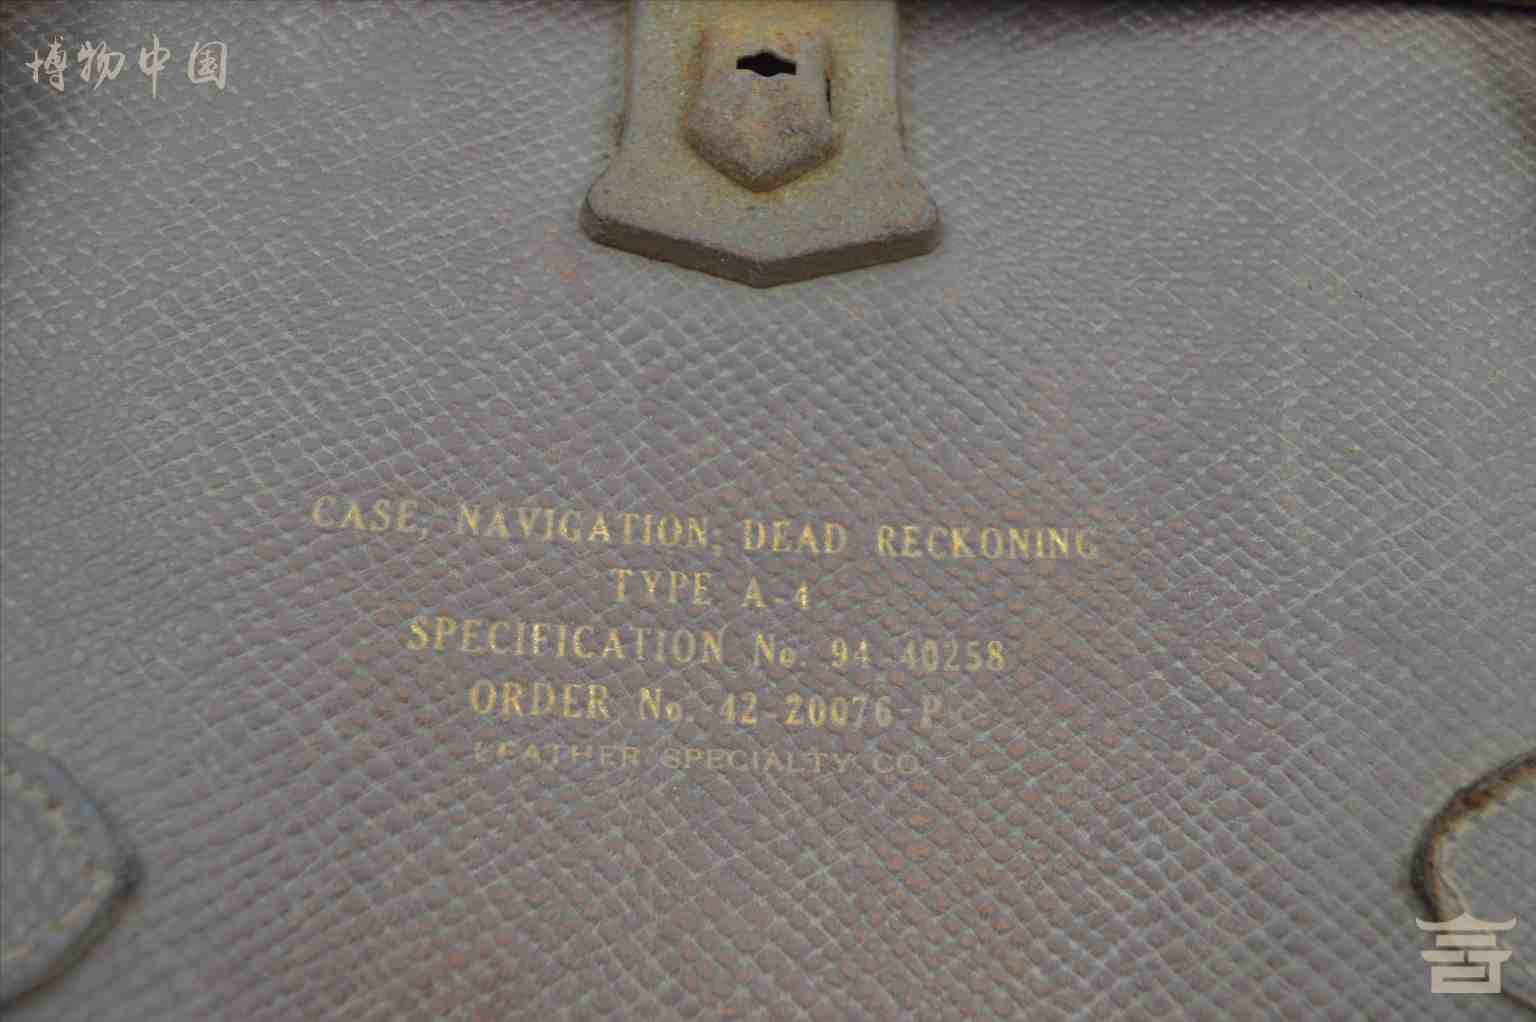 博物中国
CASE, NAVIGATION; DEAD RECKONING
TYPE A-4
SPECIFICATION No. 94-40258
ORDER No. 42-20076-P
LEATHER SPECIALTY CO.